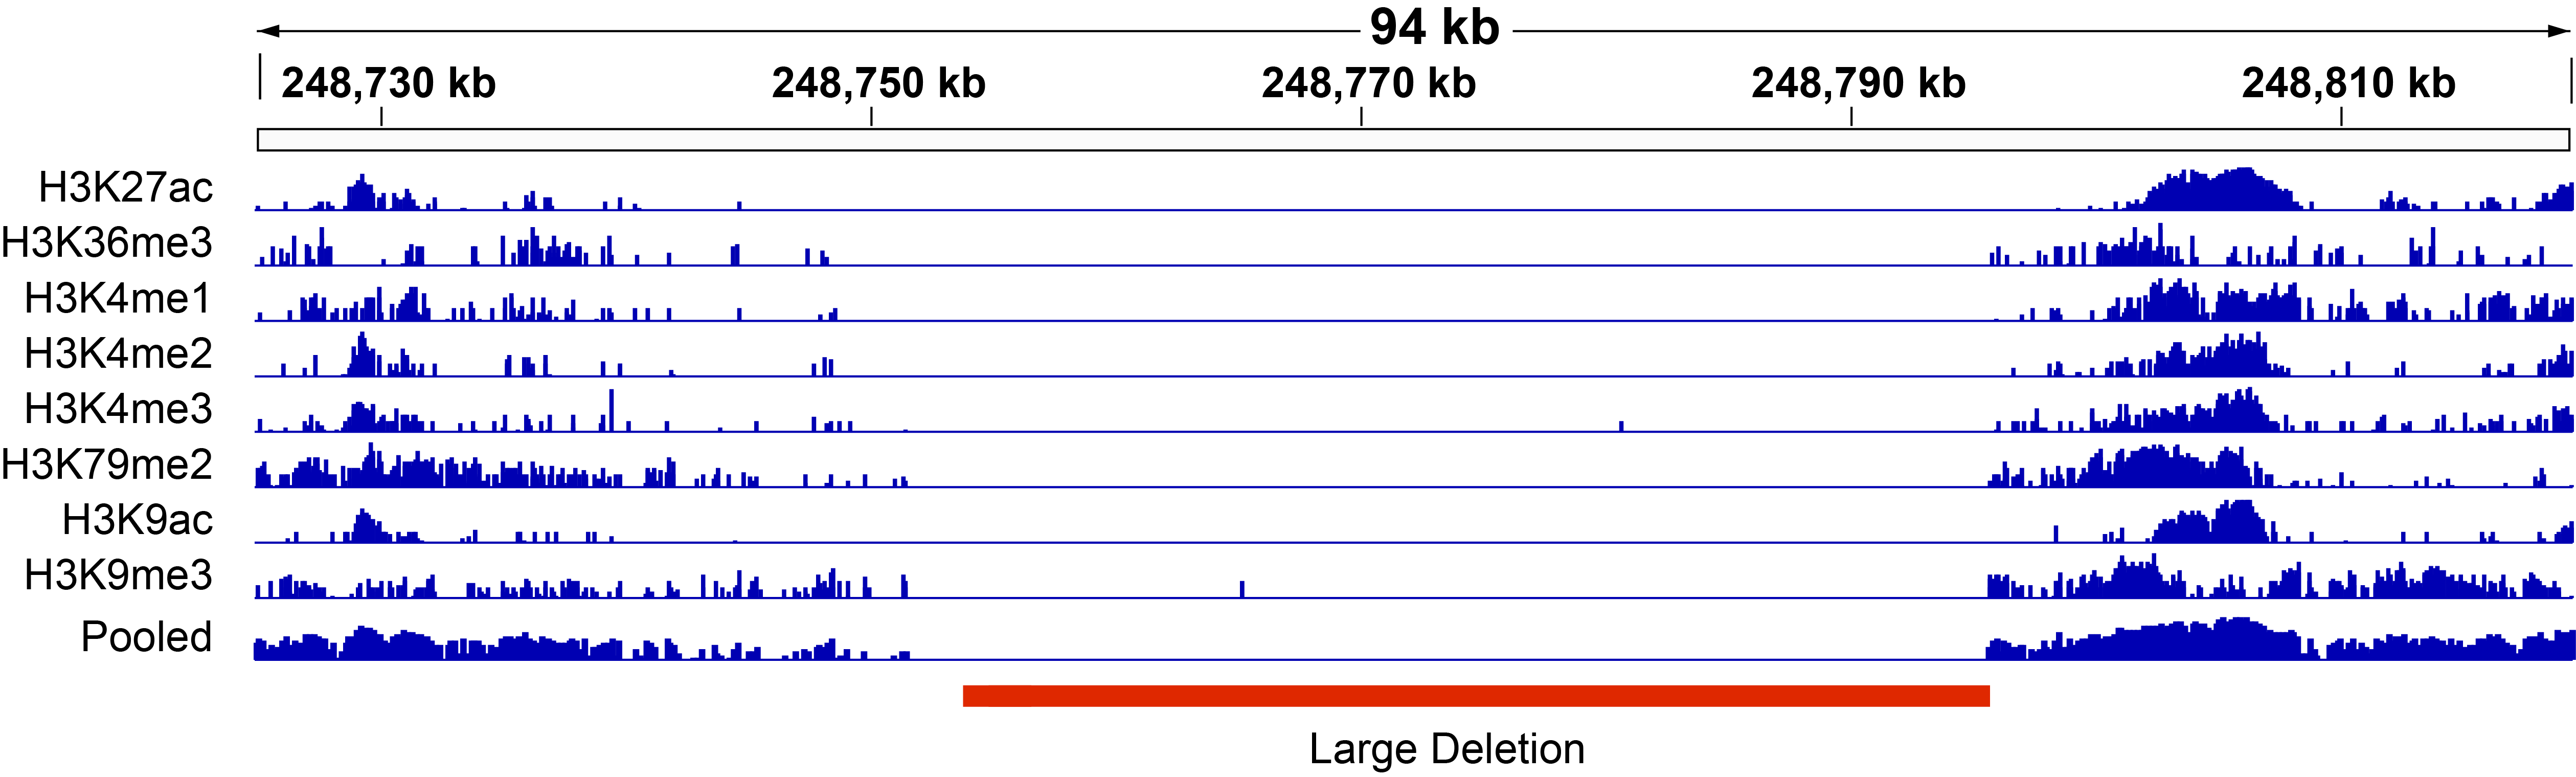 94 kb
248,730 kb 248,750 kb 248,770 kb 248,790 kb 248,810 kb
H3K27ac
H3K36me3
H3K4me1
H3K4me2
H3K4me3
H3K79me2
H3K9ac
H3K9me3
Pooled
Large Deletion